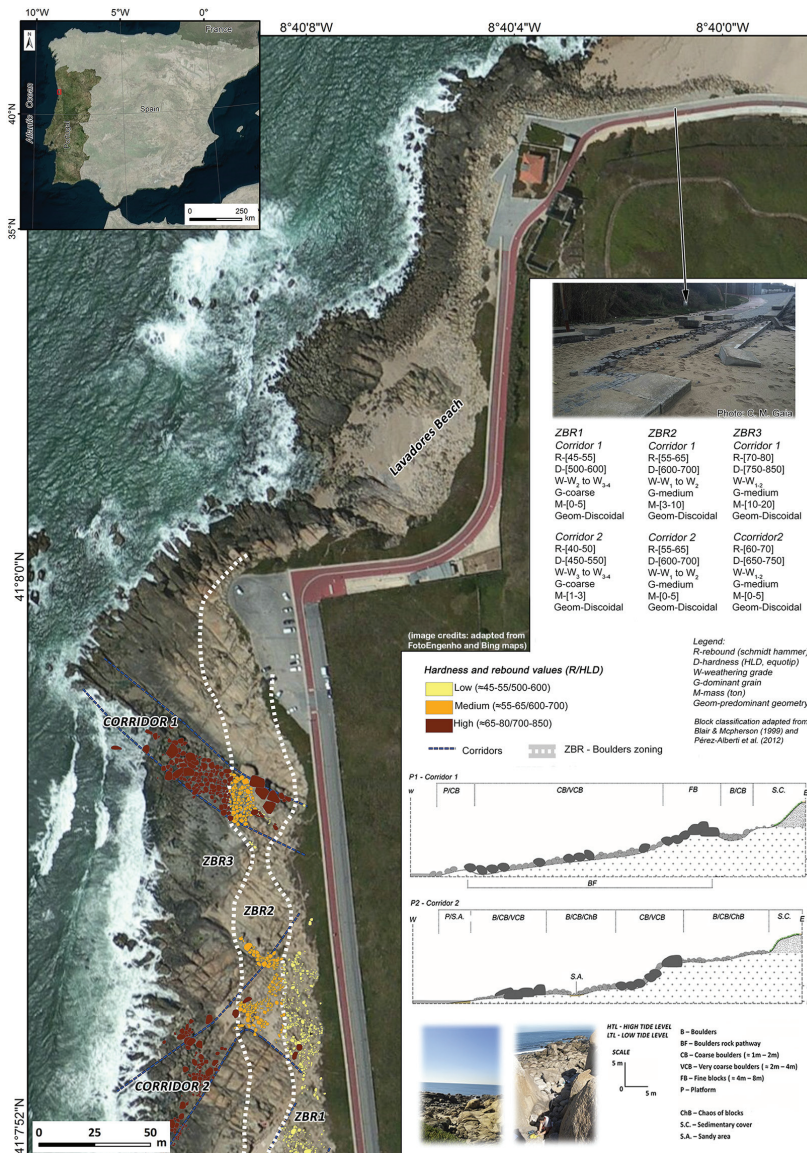 10°W
5°W
0°
8°40'8"W
8°40'4"W
8°40'0"W
N
France
Atlantic Ocean
Portugal
Spain
40°N
35°N
0
250
km
Lavadores Beach
Photo: C. M. Gaia
ZBR1
Corridor 1
R-[45-55]
D-[500-600]
W-W₂ to W₃₋₄
G-coarse
M-[0-5]
Geom-Discoidal
Corridor 2
R-[40-50]
D-[450-550]
W-W₃ to W₃₋₄
G-coarse
M-[1-3]
Geom-Discoidal
ZBR2
Corridor 1
R-[55-65]
D-[600-700]
W-W₁ to W₂
G-medium
M-[3-10]
Geom-Discoidal
Corridor 2
R-[55-65]
D-[600-700]
W-W₁ to W₂
G-medium
M-[0-5]
Geom-Discoidal
ZBR3
Corridor 1
R-[70-80]
D-[750-850]
W-W₁₋₂
G-medium
M-[10-20]
Geom-Discoidal
Ccorridor2
R-[60-70]
D-[650-750]
W-W₁₋₂
G-medium
M-[0-5]
Geom-Discoidal
41°8'0"N
(image credits: adapted from
FotoEngenho and Bing maps)
Legend:
R-rebound (schmidt hammer)
D-hardness (HLD, equotip)
W-weathering grade
G-dominant grain
M-mass (ton)
Geom-predominant geometry
Block classification adapted from
Blair & Mcpherson (1999) and
Pérez-Alberti et al. (2012)
Hardness and rebound values (R/HLD)
Low (≈45-55/500-600)
Medium (≈55-65/600-700)
High (≈65-80/700-850)
Corridors
ZBR - Boulders zoning
CORRIDOR 1
ZBR3
ZBR2
CORRIDOR 2
ZBR1
P1 - Corridor 1
W
P/CB
CB/VCB
FB
B/CB
S.C.
E
BF
P2 - Corridor 2
W
P/S.A.
B/CB/VCB
B/CB/ChB
CB/VCB
B/CB/ChB
S.C.
E
S.A.
HTL - HIGH TIDE LEVEL
LTL - LOW TIDE LEVEL
SCALE
5 m
5 m
B – Boulders
BF – Boulders rock pathway
CB – Coarse boulders (≈ 1m – 2m)
VCB – Very coarse boulders (≈ 2m – 4m)
FB – Fine blocks (≈ 4m – 8m)
P – Platform
ChB – Chaos of blocks
S.C. – Sedimentary cover
S.A. – Sandy area
41°7'52"N
0
25
50
m